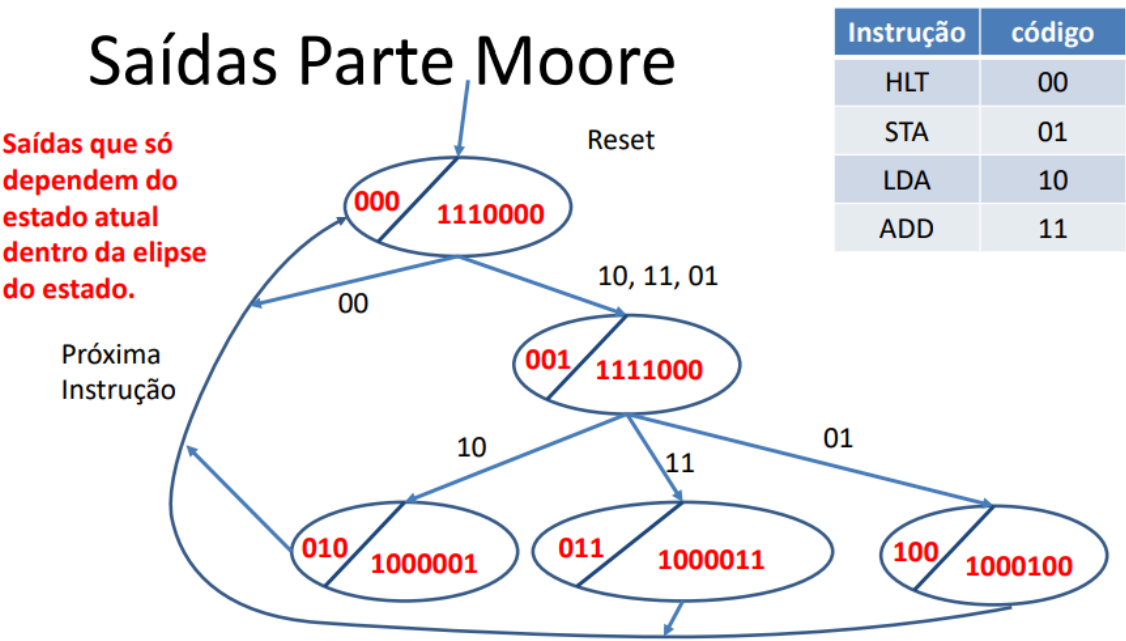 Saídas Parte Moore
Instrução código
HLT 00
STA 01
LDA 10
ADD 11
Saídas que só
dependem do
estado atual
dentro da elipse
do estado.
Reset
000 1110000
00
10, 11, 01
Próxima
Instrução
001 1111000
10
11
01
010 1000001
011 1000011
100 1000100